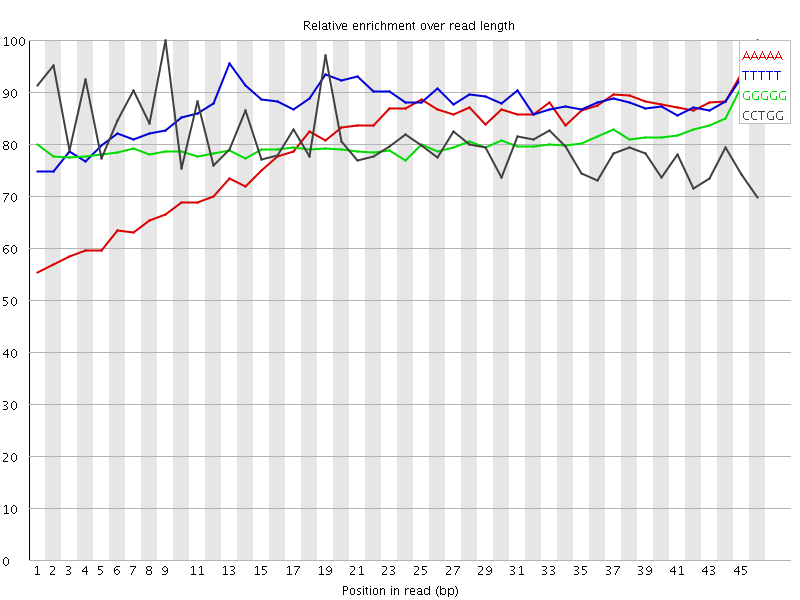 Relative enrichment over read length
100
90
80
70
60
50
40
30
20
10
0
AAAAA
TTTTT
GGGGG
CCTGG
1 2 3 4 5 6 7 8 9 11 13 15 17 19 21 23 25 27 29 31 33 35 37 39 41 43 45
Position in read (bp)